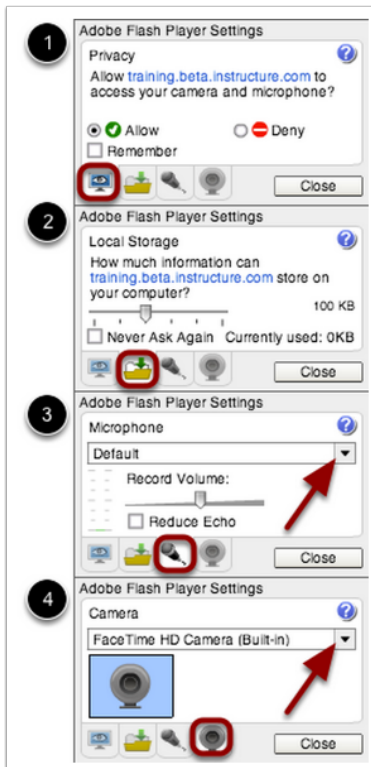 1
Adobe Flash Player Settings
Privacy
?
Allow training.beta.instructure.com to
access your camera and microphone?
Allow
Deny
Remember
Close
2
Adobe Flash Player Settings
Local Storage
?
How much information can
training.beta.instructure.com store on
your computer?
100 KB
Never Ask Again Currently used: 0KB
Close
3
Adobe Flash Player Settings
Microphone
?
Default
Record Volume:
Reduce Echo
Close
4
Adobe Flash Player Settings
Camera
?
FaceTime HD Camera (Built-in)
Close